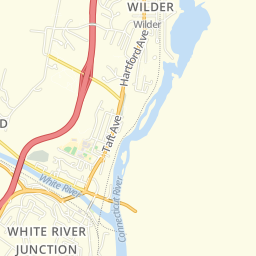 WILDER
Wilder
Hartford Ave
D
Taft Ave
White River
Connecticut River
WHITE RIVER
JUNCTION